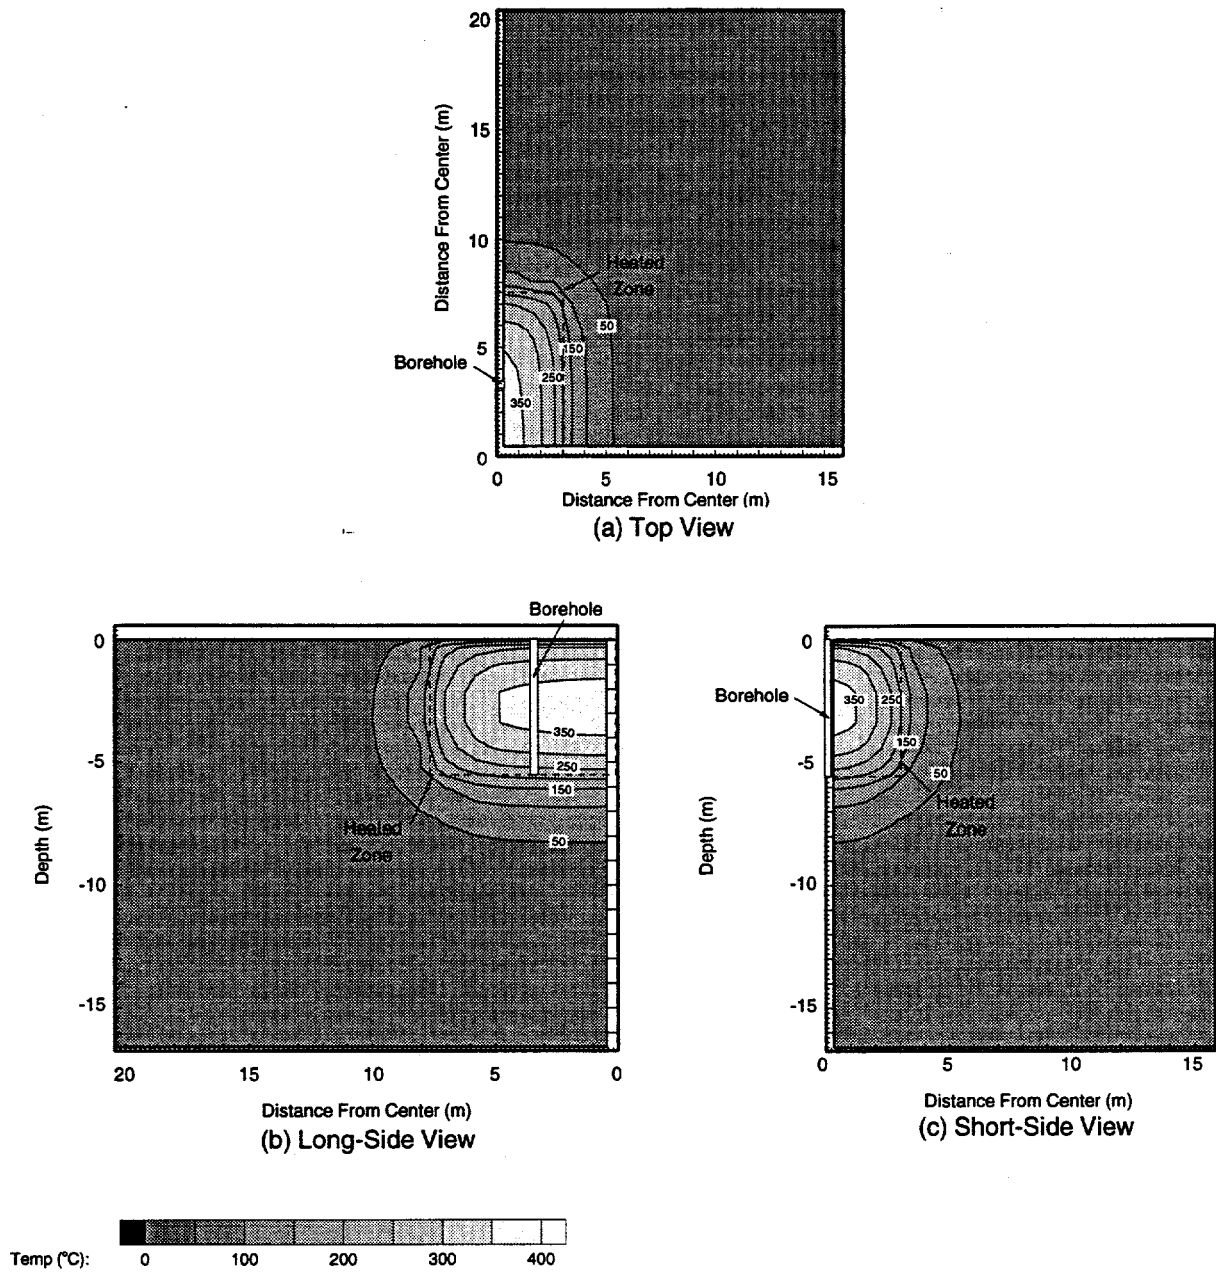 20
15
10
5
0
Distance From Center (m)
Heated
Zone
50
150
250
350
Borehole
0
5
10
15
Distance From Center (m)
(a) Top View
Borehole
0
-5
-10
-15
Depth (m)
350
250
150
50
Heated
Zone
20
15
10
5
0
Distance From Center (m)
(b) Long-Side View
0
-5
-10
-15
Depth (m)
Borehole
350
250
150
50
Heated
Zone
0
5
10
15
Distance From Center (m)
(c) Short-Side View
Temp (°C):
0
100
200
300
400